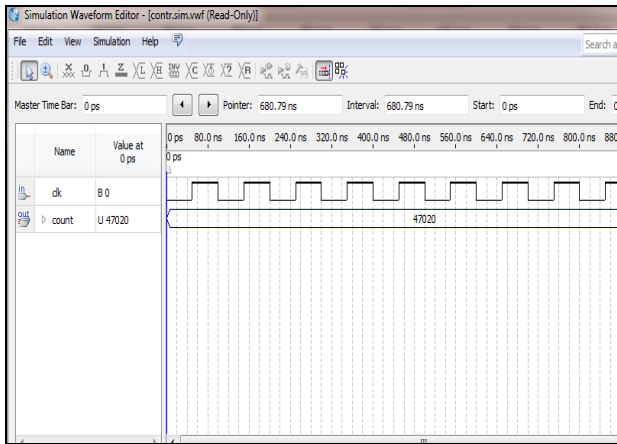 Simulation Waveform Editor - [contr.sim.vwf (Read-Only)]
File Edit View Simulation Help
Search a
Master Time Bar: 0 ps Pointer: 680.79 ns Interval: 680.79 ns Start: 0 ps End: 0
Name Value at 0 ps
0 ps 80.0 ns 160.0 ns 240.0 ns 320.0 ns 400.0 ns 480.0 ns 560.0 ns 640.0 ns 720.0 ns 800.0 ns 880
0 ps
in clk B 0
out count U 47020 47020